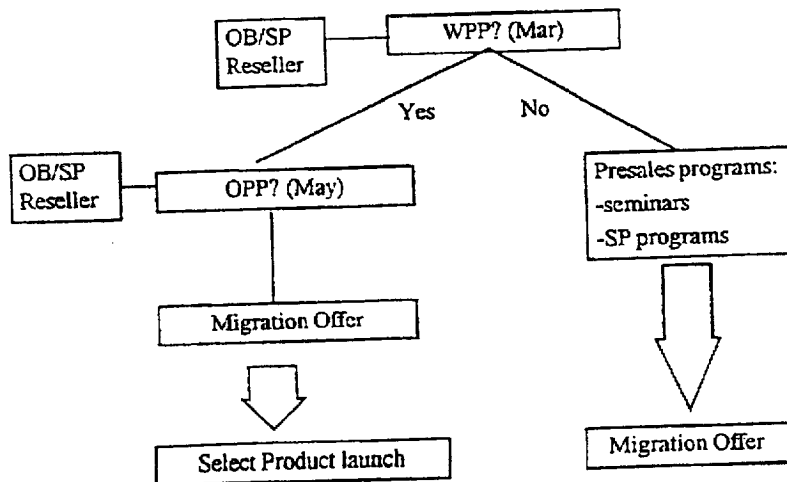 OB/SP
Reseller
WPP? (Mar)
Yes
No
OB/SP
Reseller
OPP? (May)
Presales programs:
-seminars
-SP programs
Migration Offer
Select Product launch
Migration Offer